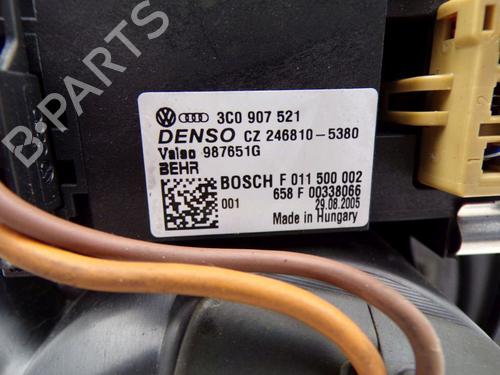 3C0 907 521
DENSO CZ 246810-5380
Valeo 987651G
BEHR
BOSCH F 011 500 002
001 658 F 00338066
29.08.2005
Made in Hungary
B-PARTS